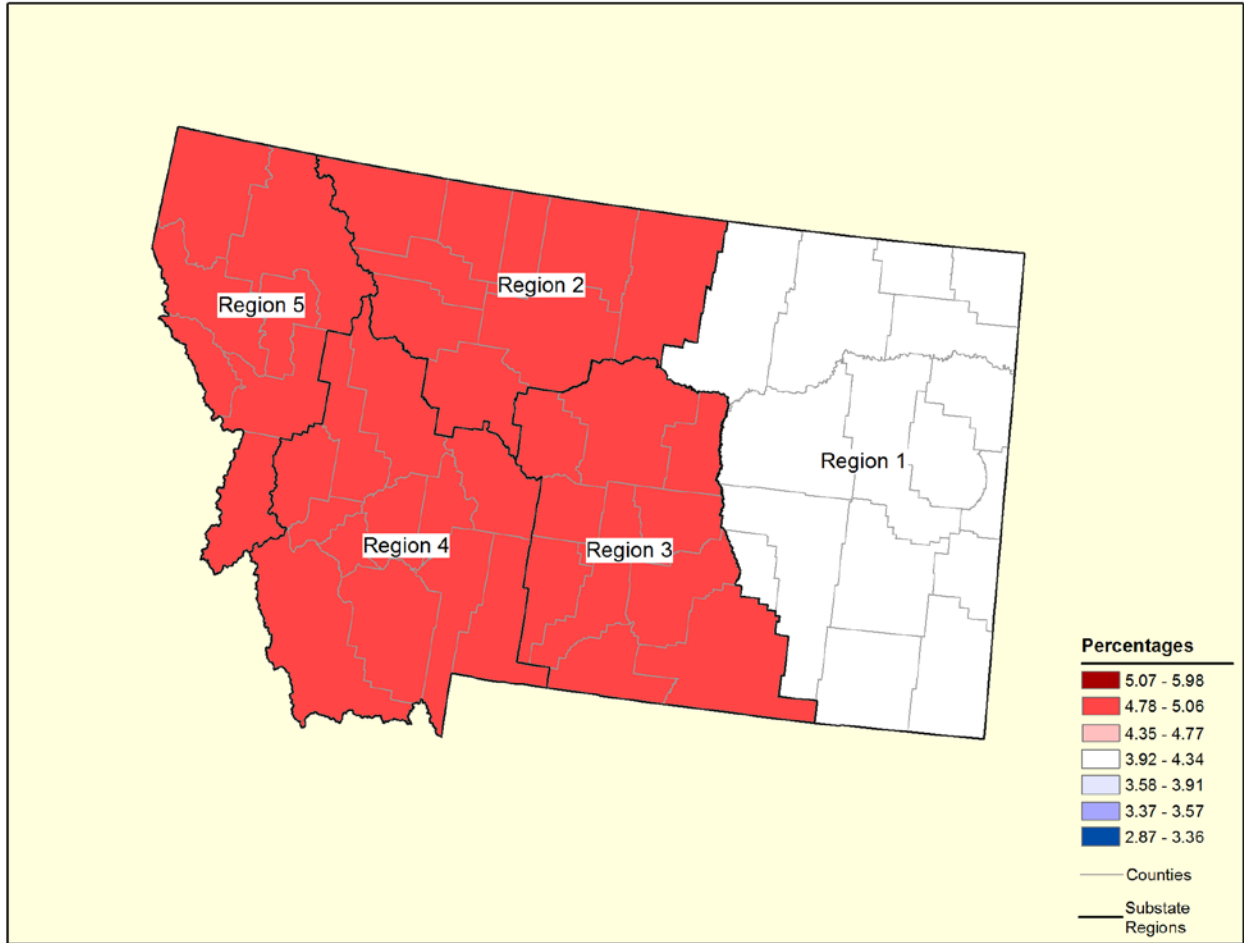 Region 2
Region 5
Region 1
Region 4
Region 3
Percentages
5.07 - 5.98
4.78 - 5.06
4.35 - 4.77
3.92 - 4.34
3.58 - 3.91
3.37 - 3.57
2.87 - 3.36
Counties
Substate
Regions